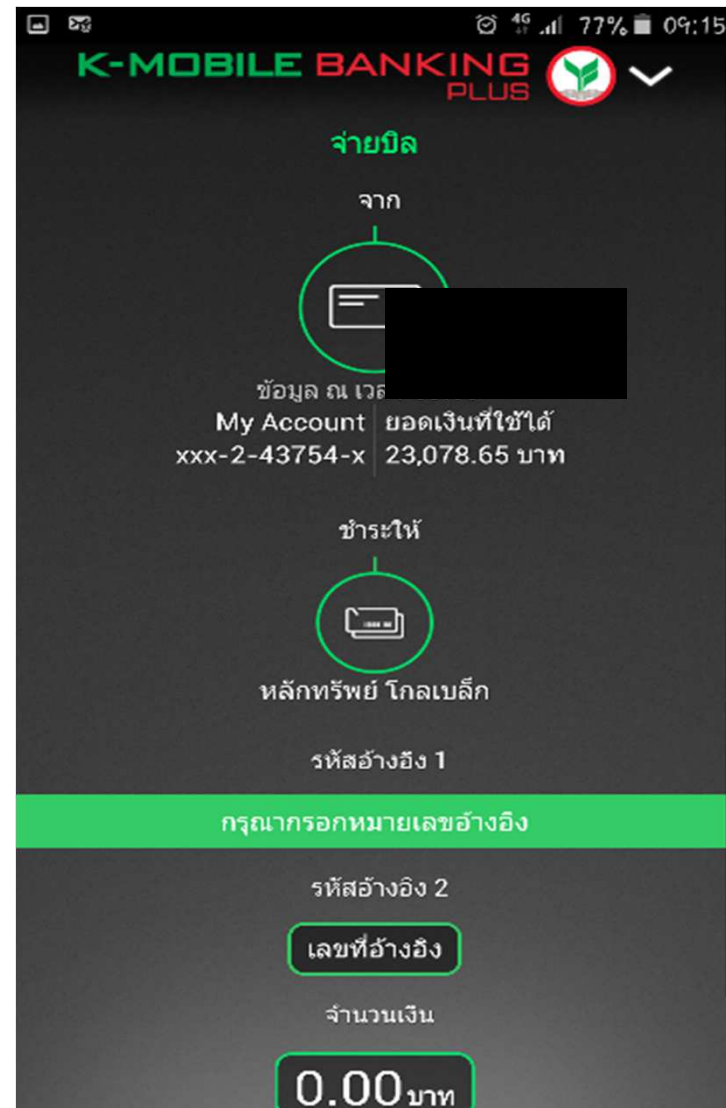 77% 09:15
K-MOBILE BANKING
PLUS
จ่ายบิล
จาก
ข้อมูล ณ
My Account ยอดเงินที่ใช้ได้
xxx-2-43754-x 23,078.65 บาท
ชำระให้
หลักทรัพย์ โกลเบล็ก
รหัสอ้างอิง 1
กรุณากรอกหมายเลขอ้างอิง
รหัสอ้างอิง 2
เลขที่อ้างอิง
จำนวนเงิน
0.00 บาท